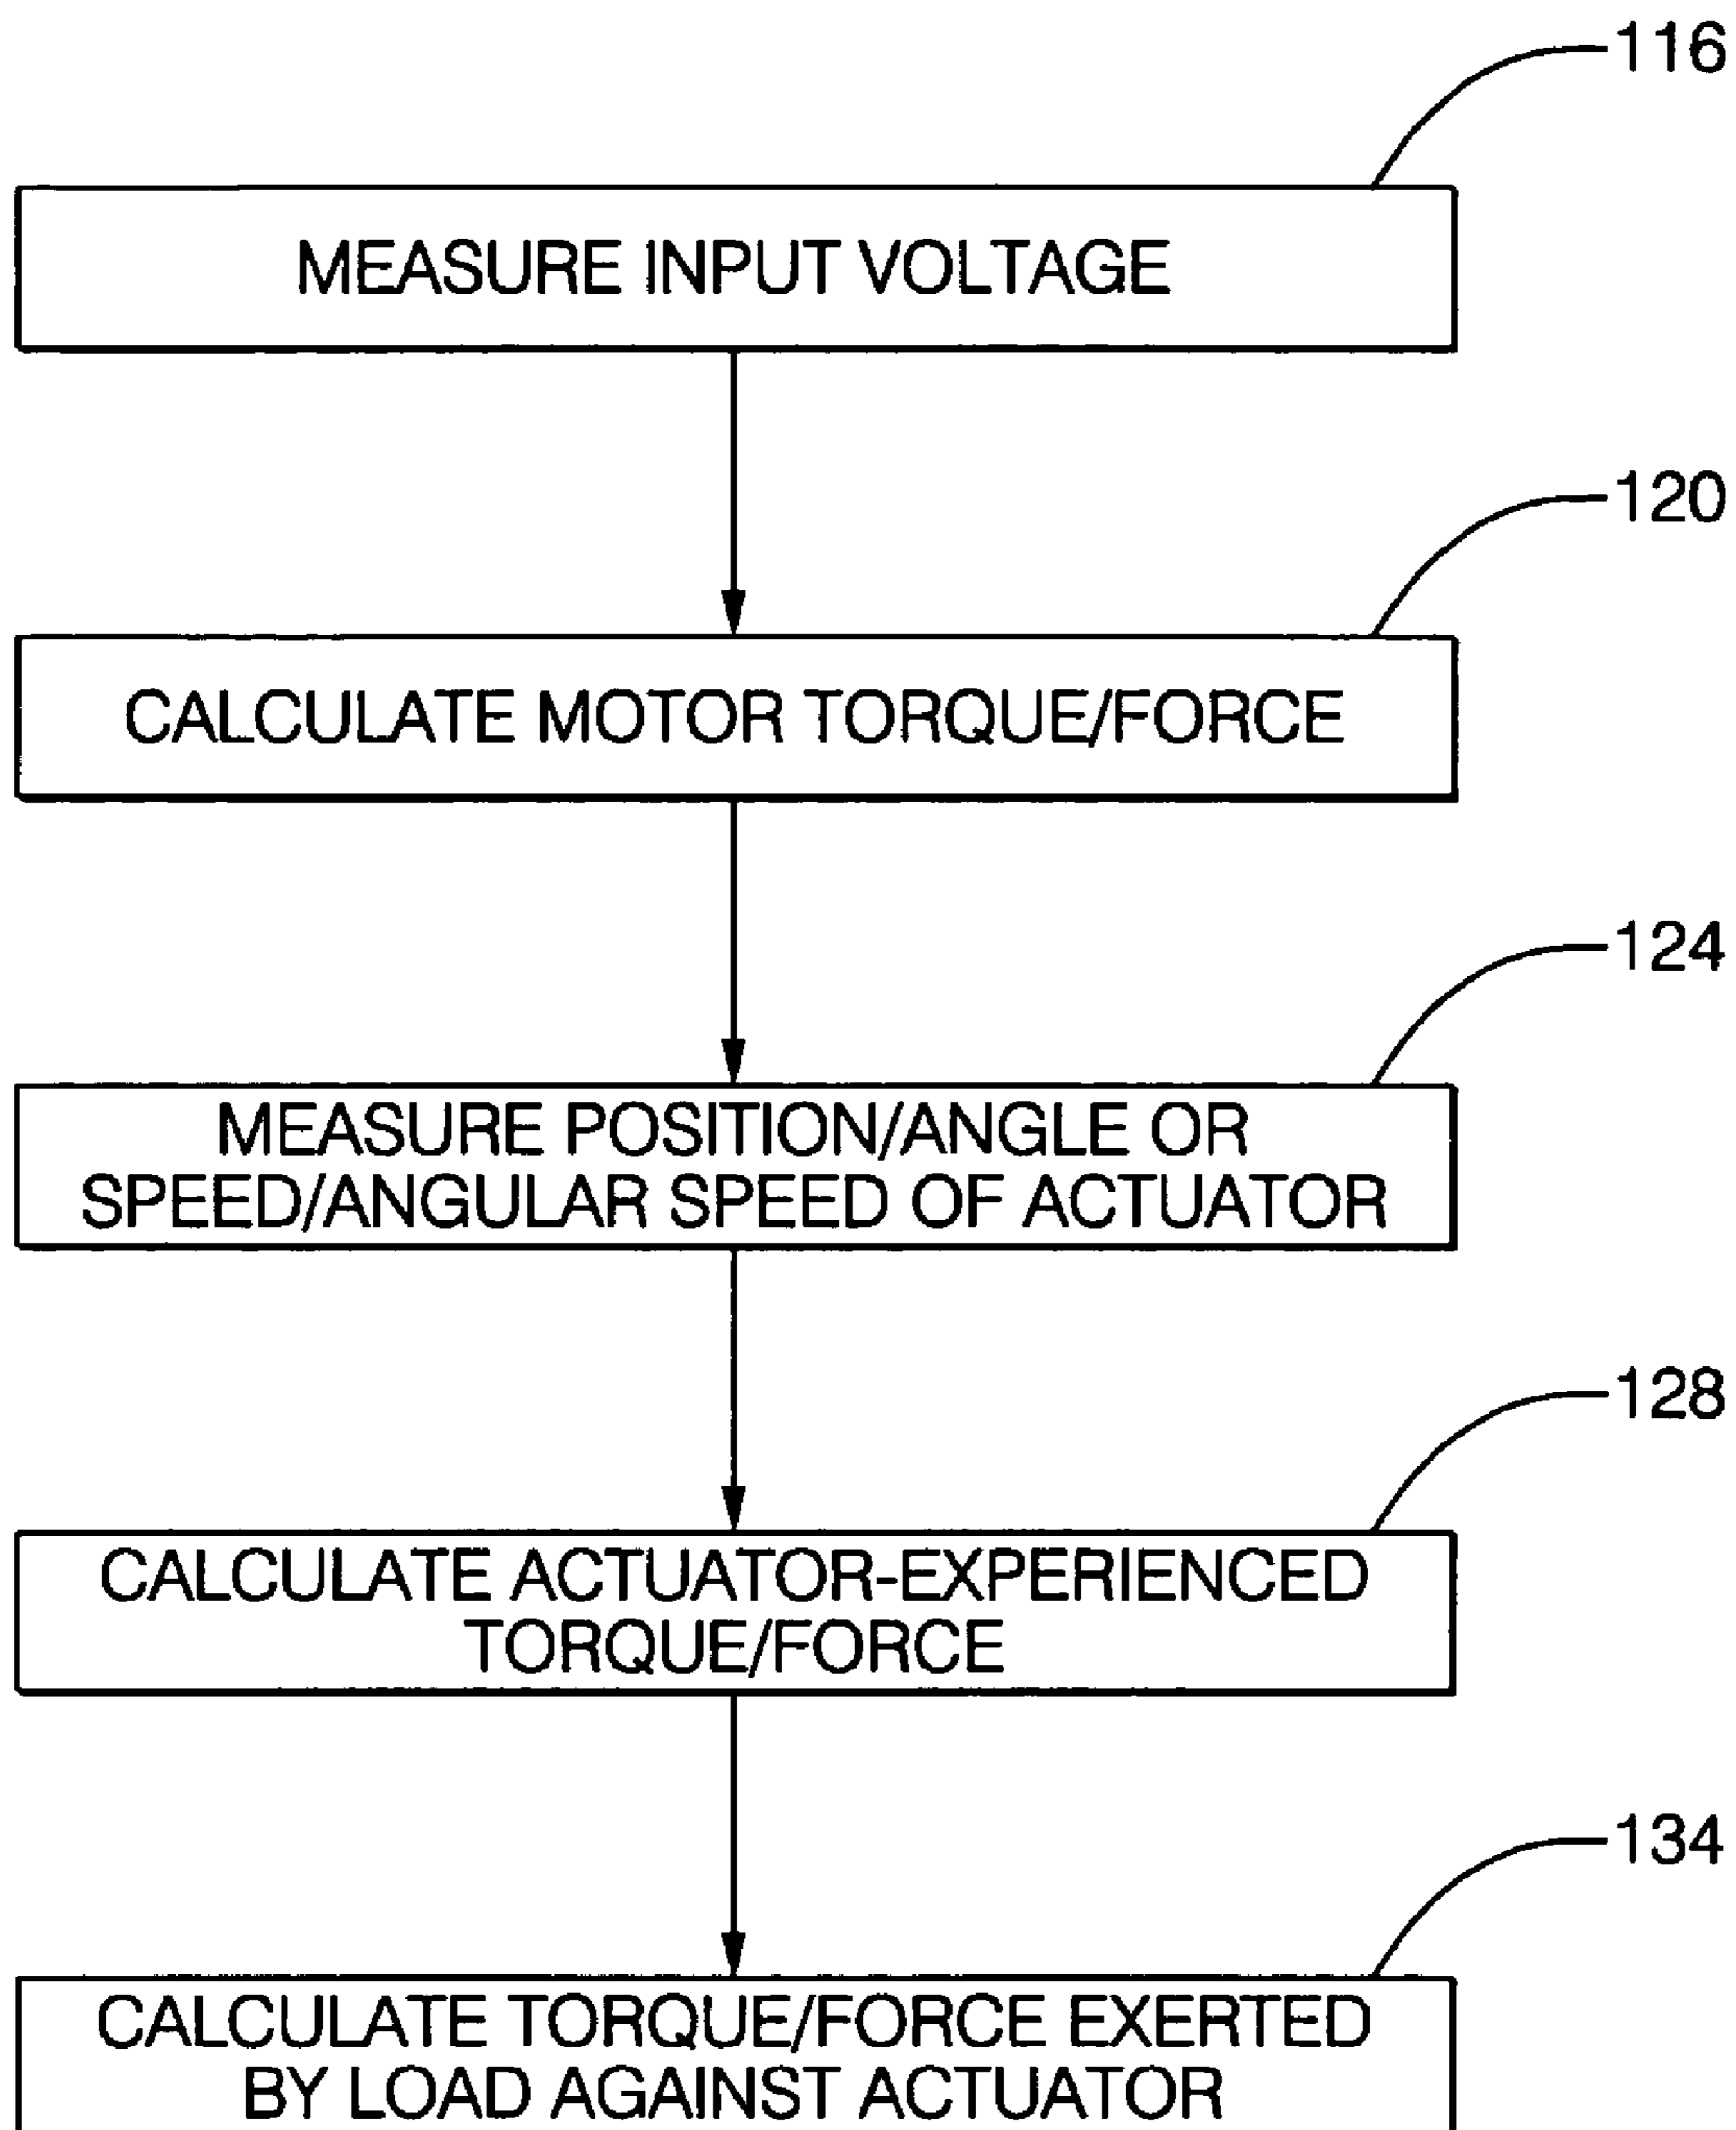 116
MEASURE INPUT VOLTAGE
120
CALCULATE MOTOR TORQUE/FORCE
124
MEASURE POSITION/ANGLE OR
SPEED/ANGULAR SPEED OF ACTUATOR
128
CALCULATE ACTUATOR-EXPERIENCED
TORQUE/FORCE
134
CALCULATE TORQUE/FORCE EXERTED
BY LOAD AGAINST ACTUATOR